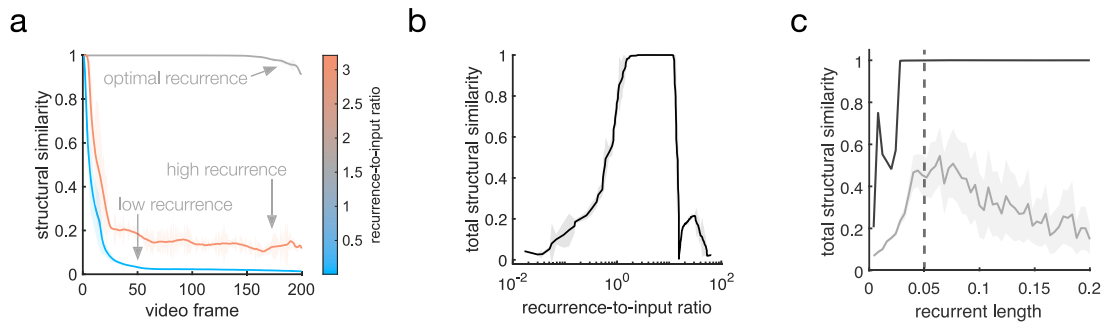 a
structural similarity
1
0.8
0.6
0.4
0.2
0
0 50 100 150 200
video frame
optimal recurrence
high recurrence
low recurrence
3
2.5
2
1.5
1
0.5
recurrence-to-input ratio
b
total structural similarity
1
0.8
0.6
0.4
0.2
0
10-2 100 102
recurrence-to-input ratio
c
total structural similarity
1
0.8
0.6
0.4
0.2
0
0 0.05 0.1 0.15 0.2
recurrent length